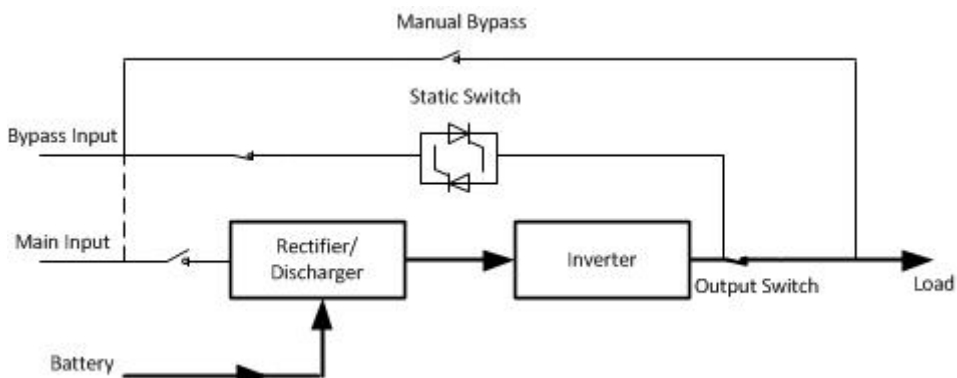 Manual Bypass
Static Switch
Bypass Input
Main Input
Rectifier/
Discharger
Inverter
Output Switch
Load
Battery